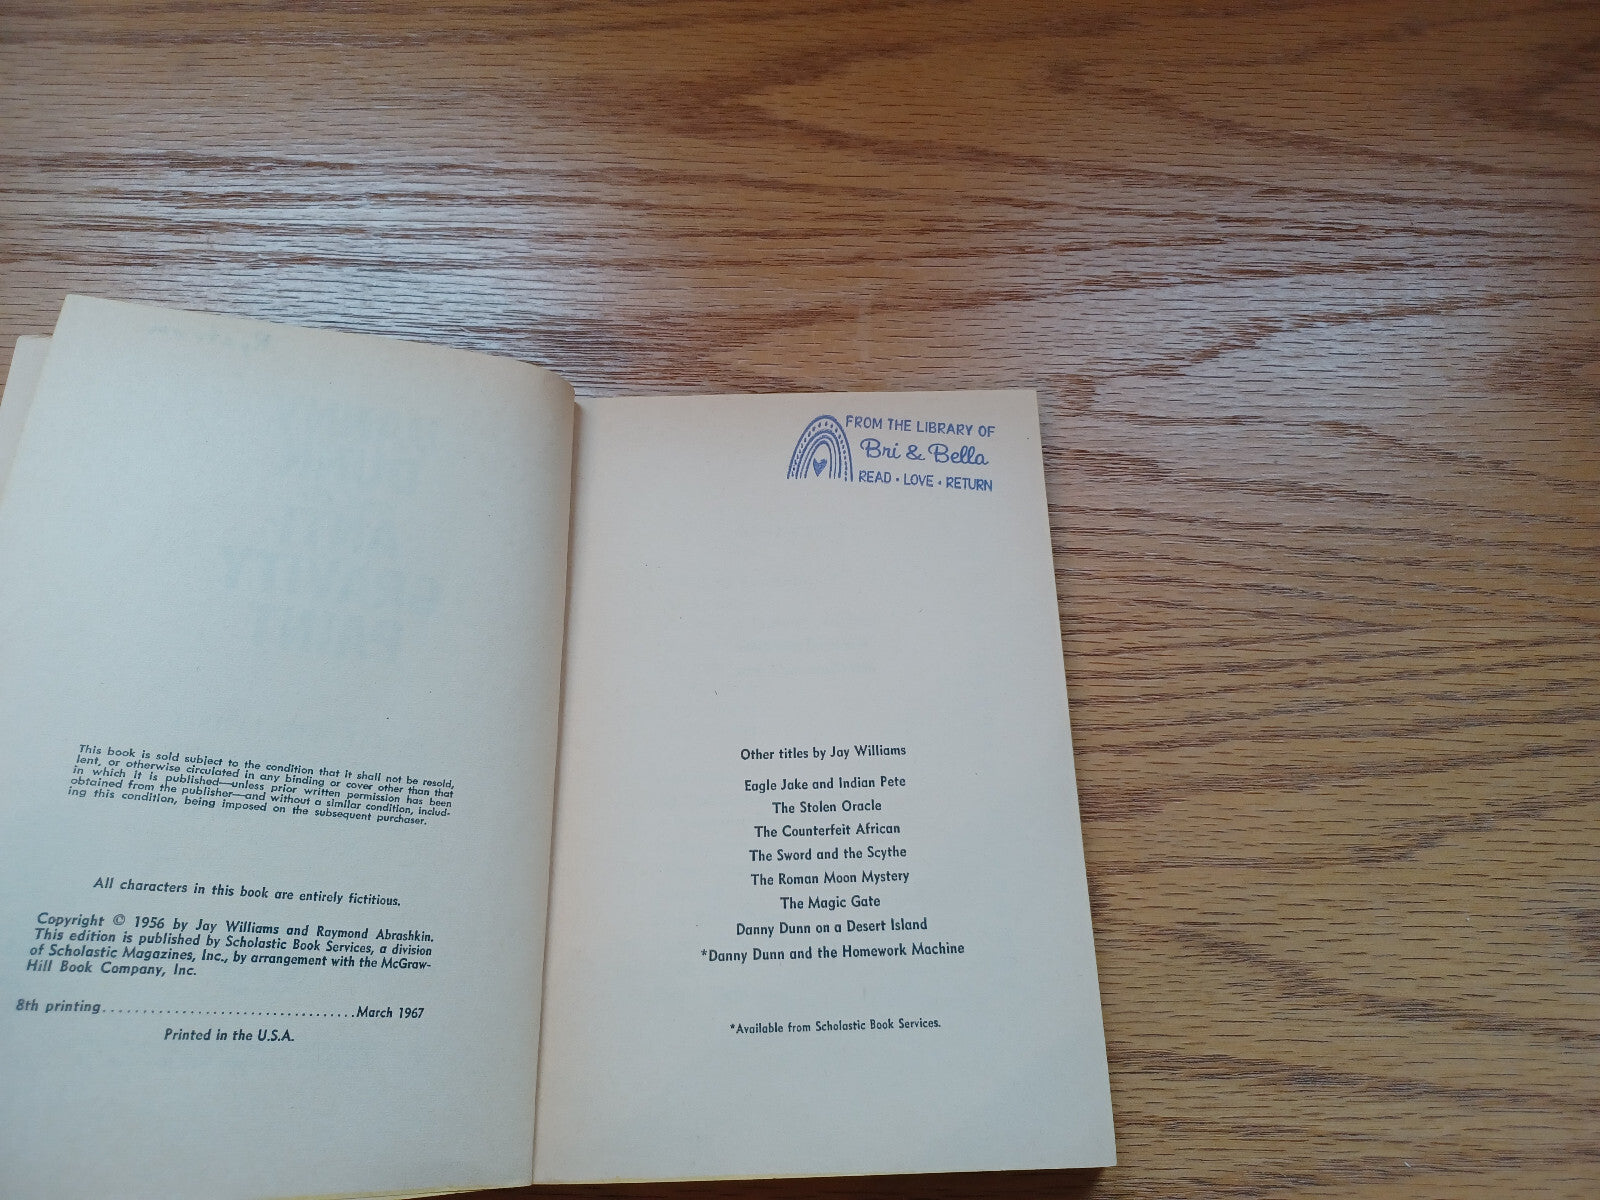 This book is sold subject to the condition that it shall not be resold,
lent, or otherwise circulated in any binding or cover other than that
in which it is published—unless prior written permission has been
obtained from the publisher—and without a similar condition, includ-
ing this condition, being imposed on the subsequent purchaser.
All characters in this book are entirely fictitious.
Copyright © 1956 by Jay Williams and Raymond Abrashkin.
This edition is published by Scholastic Book Services, a division
of Scholastic Magazines, Inc., by arrangement with the McGraw-
Hill Book Company, Inc.
8th printing..................................March 1967
Printed in the U.S.A.
FROM THE LIBRARY OF
Bri & Bella
READ • LOVE • RETURN
Other titles by Jay Williams
Eagle Jake and Indian Pete
The Stolen Oracle
The Counterfeit African
The Sword and the Scythe
The Roman Moon Mystery
The Magic Gate
Danny Dunn on a Desert Island
*Danny Dunn and the Homework Machine
*Available from Scholastic Book Services.